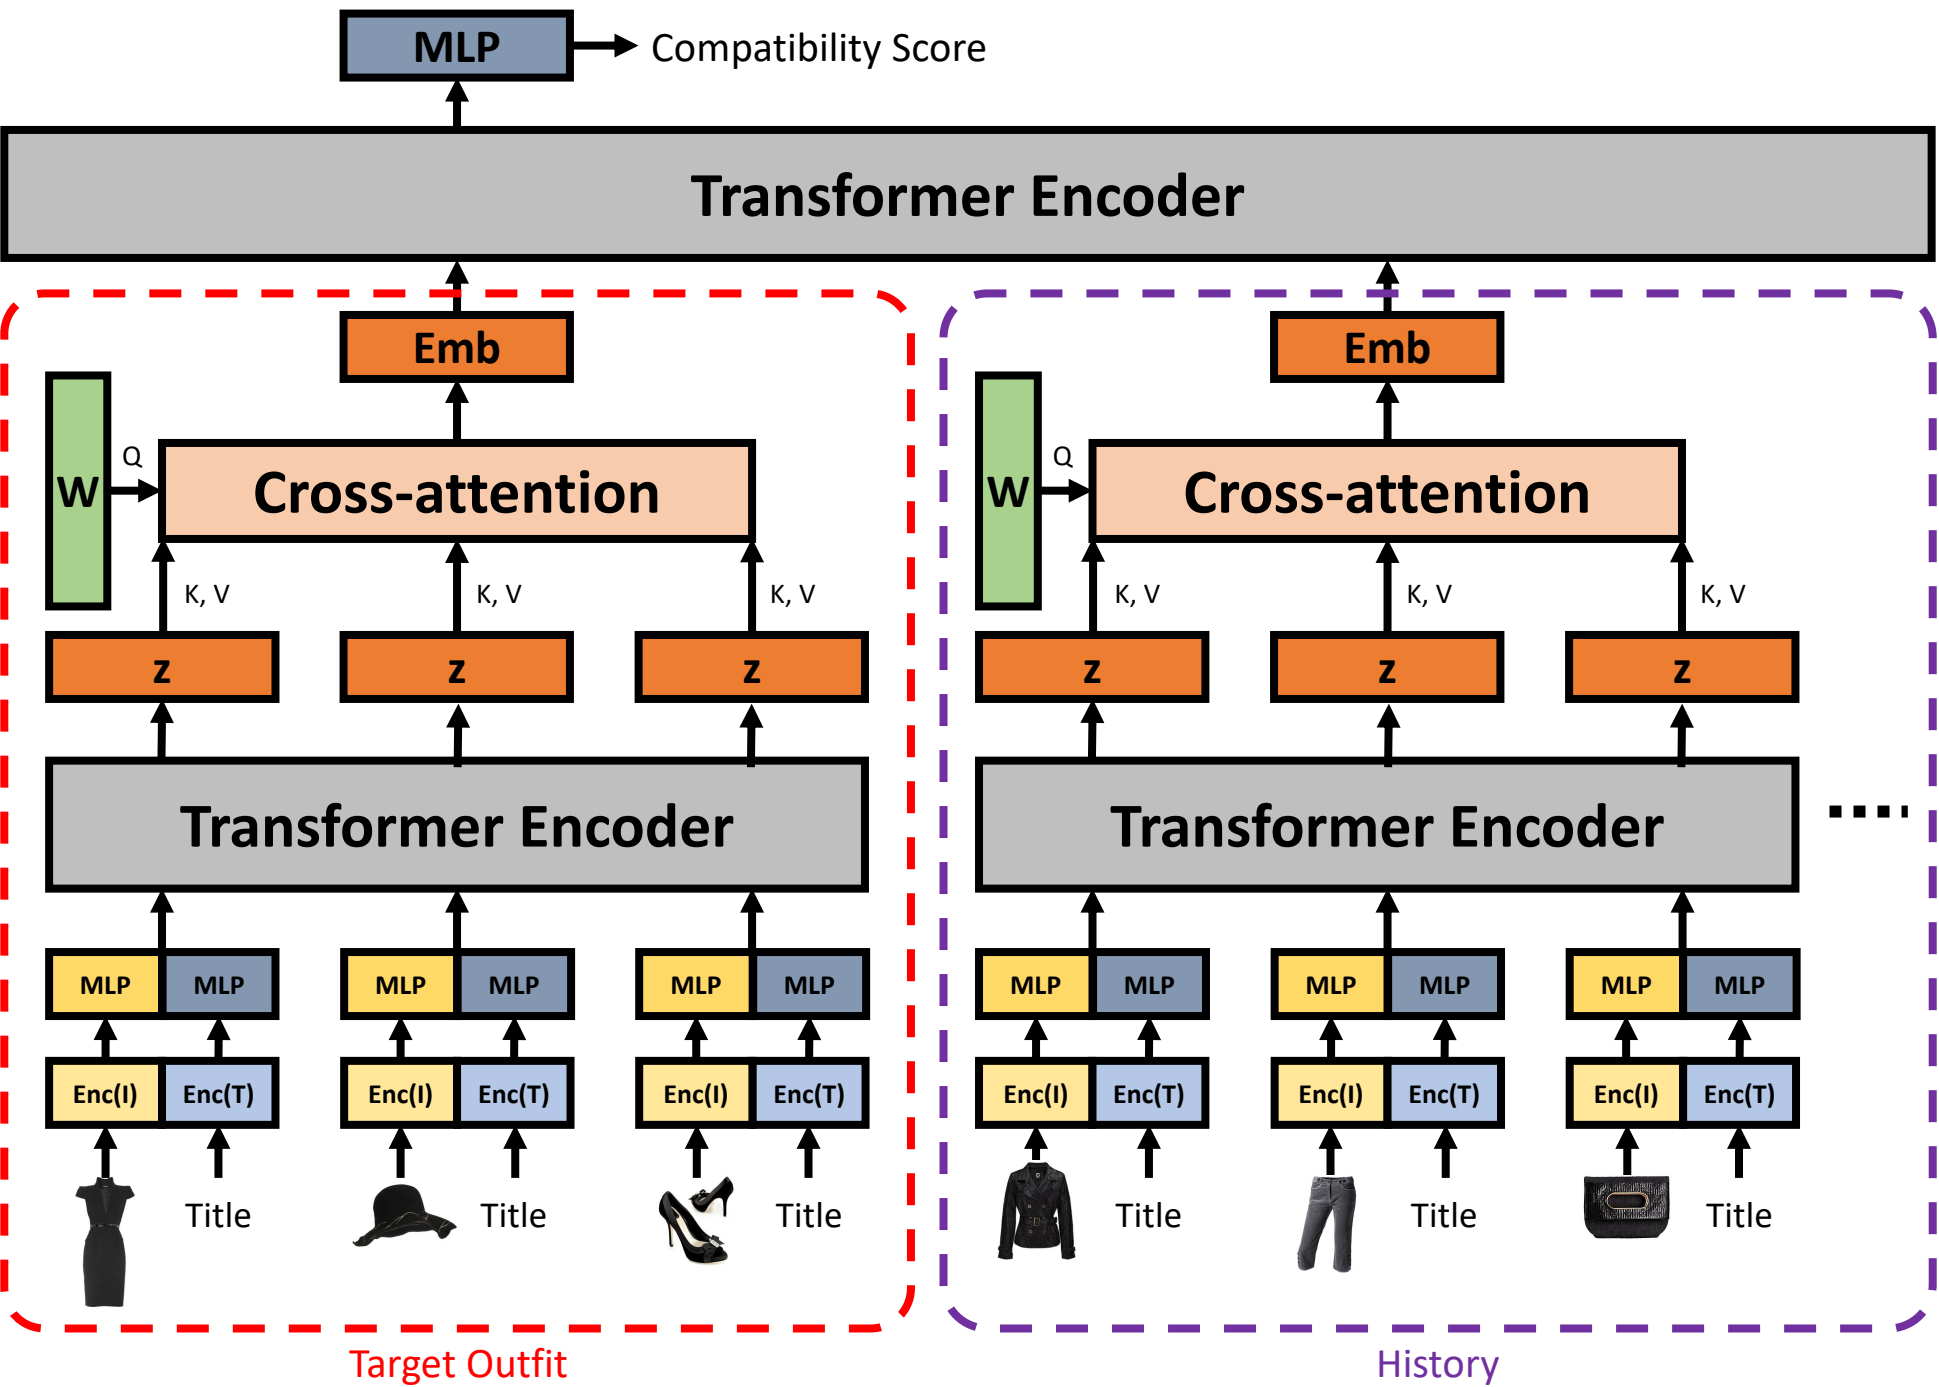 MLP
Compatibility Score
Transformer Encoder
Emb
Emb
W
Q
Cross-attention
W
Q
Cross-attention
K, V
K, V
K, V
K, V
K, V
K, V
z
z
z
z
z
z
Transformer Encoder
Transformer Encoder
.....
MLP MLP
MLP MLP
MLP MLP
MLP MLP
MLP MLP
MLP MLP
Enc(I) Enc(T)
Enc(I) Enc(T)
Enc(I) Enc(T)
Enc(I) Enc(T)
Enc(I) Enc(T)
Enc(I) Enc(T)
Title
Title
Title
Title
Title
Title
Target Outfit
History